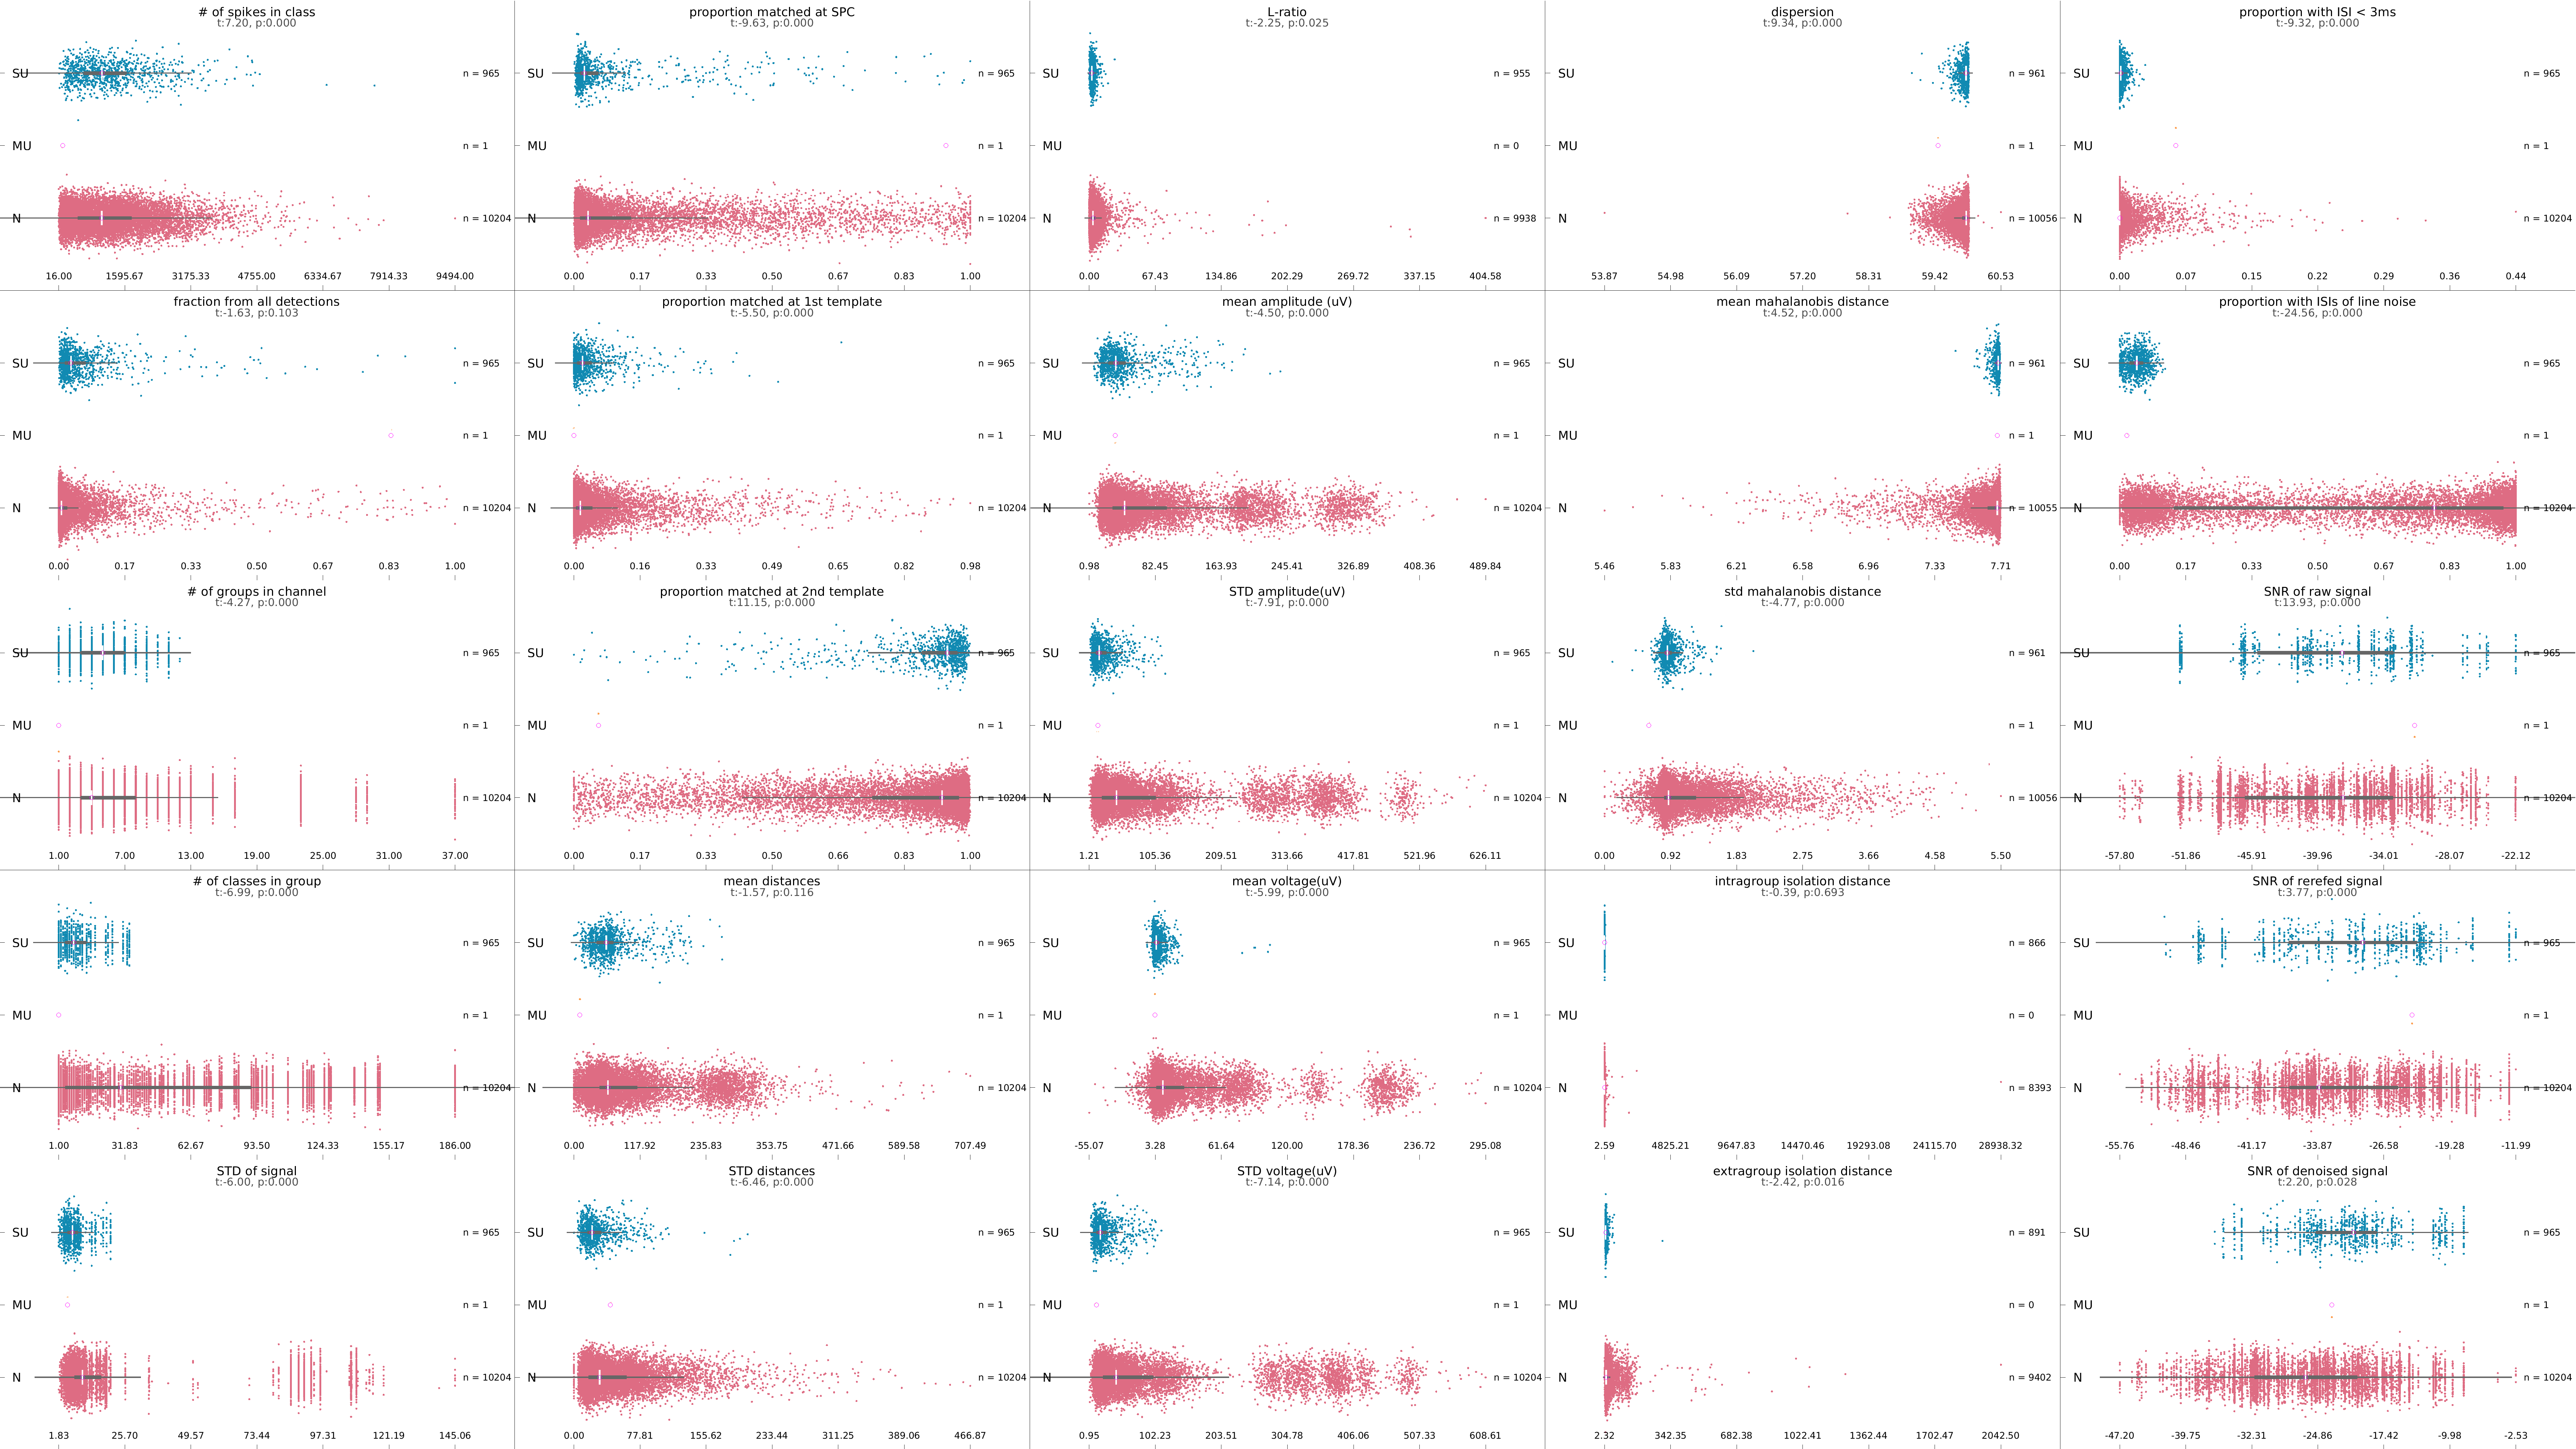 # of spikes in class
t:7.20, p:0.000
SU
n = 965
MU
n = 1
N
n = 10204
16.00 1595.67 3175.33 4755.00 6334.67 7914.33 9494.00
proportion matched at SPC
t:-9.63, p:0.000
SU
n = 965
MU
n = 1
N
n = 10204
0.00 0.17 0.33 0.50 0.67 0.83 1.00
L-ratio
t:-2.25, p:0.025
SU
n = 955
MU
n = 0
N
n = 9938
0.00 67.43 134.86 202.29 269.72 337.15 404.58
dispersion
t:9.34, p:0.000
SU
n = 961
MU
n = 1
N
n = 10056
53.87 54.98 56.09 57.20 58.31 59.42 60.53
proportion with ISI < 3ms
t:-9.32, p:0.000
SU
n = 965
MU
n = 1
N
n = 10204
0.00 0.07 0.15 0.22 0.29 0.36 0.44
fraction from all detections
t:-1.63, p:0.103
SU
n = 965
MU
n = 1
N
n = 10204
0.00 0.17 0.33 0.50 0.67 0.83 1.00
proportion matched at 1st template
t:-5.50, p:0.000
SU
n = 965
MU
n = 1
N
n = 10204
0.00 0.16 0.33 0.49 0.65 0.82 0.98
mean amplitude (uV)
t:-4.50, p:0.000
SU
n = 965
MU
n = 1
N
n = 10204
0.98 82.45 163.93 245.41 326.89 408.36 489.84
mean mahalanobis distance
t:4.52, p:0.000
SU
n = 961
MU
n = 1
N
n = 10055
5.46 5.83 6.21 6.58 6.96 7.33 7.71
proportion with ISIs of line noise
t:-24.56, p:0.000
SU
n = 965
MU
n = 1
N
n = 10204
0.00 0.17 0.33 0.50 0.67 0.83 1.00
# of groups in channel
t:-4.27, p:0.000
SU
n = 965
MU
n = 1
N
n = 10204
1.00 7.00 13.00 19.00 25.00 31.00 37.00
proportion matched at 2nd template
t:11.15, p:0.000
SU
n = 965
MU
n = 1
N
n = 10204
0.00 0.17 0.33 0.50 0.66 0.83 1.00
STD amplitude(uV)
t:-7.91, p:0.000
SU
n = 965
MU
n = 1
N
n = 10204
1.21 105.36 209.51 313.66 417.81 521.96 626.11
std mahalanobis distance
t:-4.77, p:0.000
SU
n = 961
MU
n = 1
N
n = 10056
0.00 0.92 1.83 2.75 3.66 4.58 5.50
SNR of raw signal
t:13.93, p:0.000
SU
n = 965
MU
n = 1
N
n = 10204
-57.80 -51.86 -45.91 -39.96 -34.01 -28.07 -22.12
# of classes in group
t:-6.99, p:0.000
SU
n = 965
MU
n = 1
N
n = 10204
1.00 31.83 62.67 93.50 124.33 155.17 186.00
mean distances
t:-1.57, p:0.116
SU
n = 965
MU
n = 1
N
n = 10204
0.00 117.92 235.83 353.75 471.66 589.58 707.49
mean voltage(uV)
t:-5.99, p:0.000
SU
n = 965
MU
n = 1
N
n = 10204
-55.07 3.28 61.64 120.00 178.36 236.72 295.08
intragroup isolation distance
t:-0.39, p:0.693
SU
n = 866
MU
n = 0
N
n = 8393
2.59 4825.21 9647.83 14470.46 19293.08 24115.70 28938.32
SNR of rerefed signal
t:3.77, p:0.000
SU
n = 965
MU
n = 1
N
n = 10204
-55.76 -48.46 -41.17 -33.87 -26.58 -19.28 -11.99
STD of signal
t:-6.00, p:0.000
SU
n = 965
MU
n = 1
N
n = 10204
1.83 25.70 49.57 73.44 97.31 121.19 145.06
STD distances
t:-6.46, p:0.000
SU
n = 965
MU
n = 1
N
n = 10204
0.00 77.81 155.62 233.44 311.25 389.06 466.87
STD voltage(uV)
t:-7.14, p:0.000
SU
n = 965
MU
n = 1
N
n = 10204
0.95 102.23 203.51 304.78 406.06 507.33 608.61
extragroup isolation distance
t:-2.42, p:0.016
SU
n = 891
MU
n = 0
N
n = 9402
2.32 342.35 682.38 1022.41 1362.44 1702.47 2042.50
SNR of denoised signal
t:2.20, p:0.028
SU
n = 965
MU
n = 1
N
n = 10204
-47.20 -39.75 -32.31 -24.86 -17.42 -9.98 -2.53